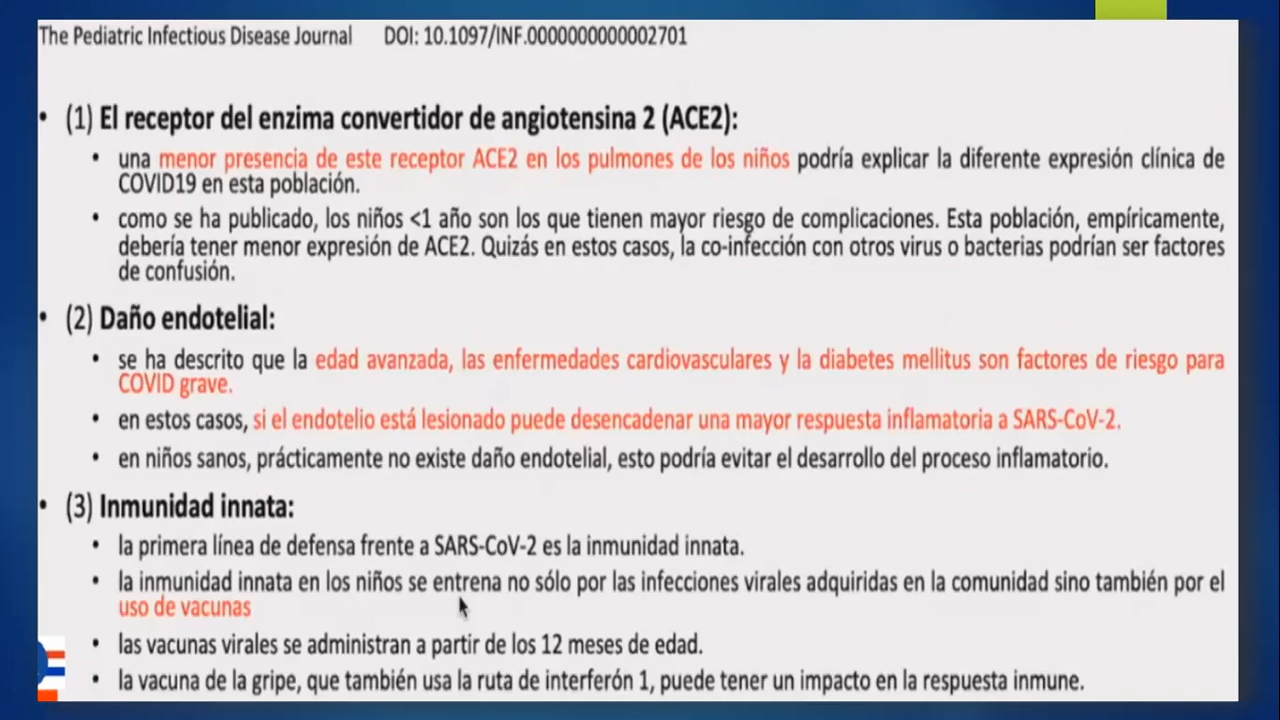 The Pediatric Infectious Disease Journal DOI: 10.1097/INF.0000000000002701
• (1) El receptor del enzima convertidor de angiotensina 2 (ACE2):
• una menor presencia de este receptor ACE2 en los pulmones de los niños podría explicar la diferente expresión clínica de
COVID19 en esta población.
• como se ha publicado, los niños <1 año son los que tienen mayor riesgo de complicaciones. Esta población, empíricamente,
debería tener menor expresión de ACE2. Quizás en estos casos, la co-infección con otros virus o bacterias podrían ser factores
de confusión.
• (2) Daño endotelial:
• se ha descrito que la edad avanzada, las enfermedades cardiovasculares y la diabetes mellitus son factores de riesgo para
COVID grave.
• en estos casos, si el endotelio está lesionado puede desencadenar una mayor respuesta inflamatoria a SARS-CoV-2.
• en niños sanos, prácticamente no existe daño endotelial, esto podría evitar el desarrollo del proceso inflamatorio.
• (3) Inmunidad innata:
• la primera línea de defensa frente a SARS-CoV-2 es la inmunidad innata.
• la inmunidad innata en los niños se entrena no sólo por las infecciones virales adquiridas en la comunidad sino también por el
uso de vacunas
• las vacunas virales se administran a partir de los 12 meses de edad.
• la vacuna de la gripe, que también usa la ruta de interferón 1, puede tener un impacto en la respuesta inmune.